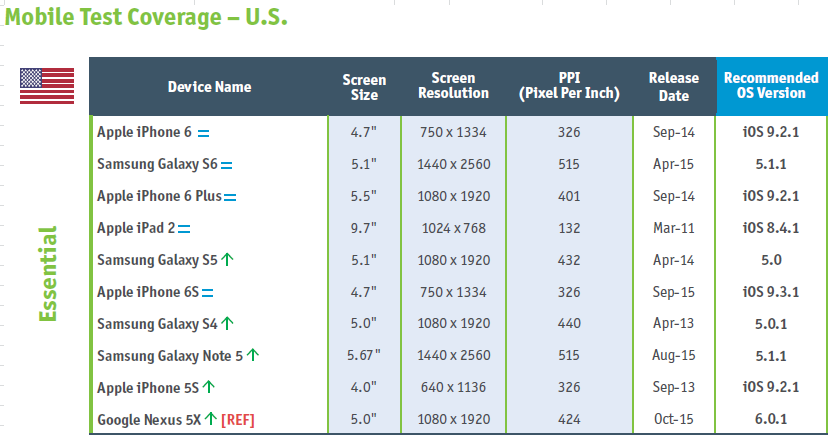 Mobile Test Coverage – U.S.
Device Name Screen Size Screen Resolution PPI (Pixel Per Inch) Release Date Recommended OS Version
Essential
Apple iPhone 6 = 4.7" 750 x 1334 326 Sep-14 iOS 9.2.1
Samsung Galaxy S6 = 5.1" 1440 x 2560 515 Apr-15 5.1.1
Apple iPhone 6 Plus = 5.5" 1080 x 1920 401 Sep-14 iOS 9.2.1
Apple iPad 2 = 9.7" 1024 x 768 132 Mar-11 iOS 8.4.1
Samsung Galaxy S5 ↑ 5.1" 1080 x 1920 432 Apr-14 5.0
Apple iPhone 6S = 4.7" 750 x 1334 326 Sep-15 iOS 9.3.1
Samsung Galaxy S4 ↑ 5.0" 1080 x 1920 440 Apr-13 5.0.1
Samsung Galaxy Note 5 ↑ 5.67" 1440 x 2560 515 Aug-15 5.1.1
Apple iPhone 5S ↑ 4.0" 640 x 1136 326 Sep-13 iOS 9.2.1
Google Nexus 5X ↑ [REF] 5.0" 1080 x 1920 424 Oct-15 6.0.1